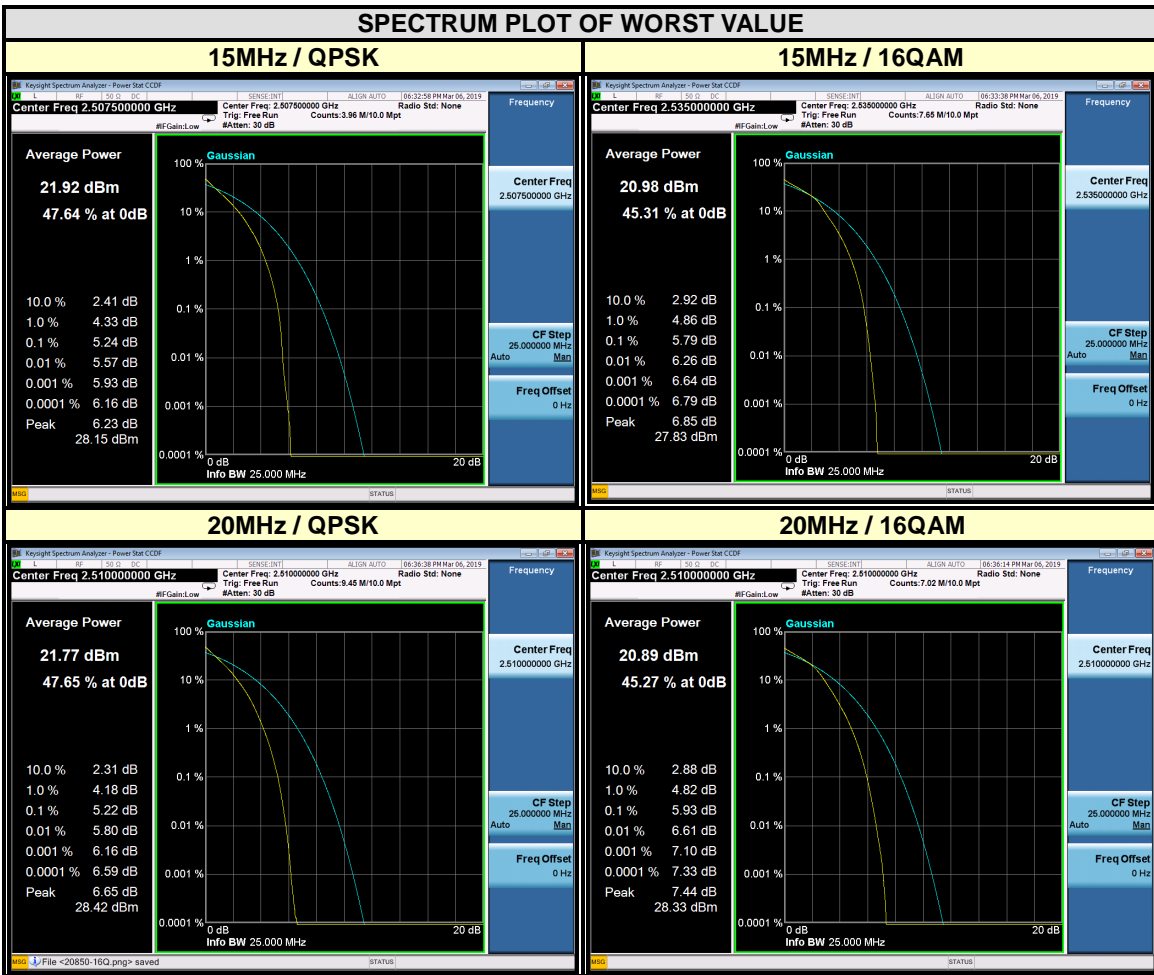 SPECTRUM PLOT OF WORST VALUE
15MHz / QPSK
15MHz / 16QAM
Keysight Spectrum Analyzer - Power Stat CCDF
L RF 50 Ω DC SENSE:INT ALIGN AUTO 06:32:58 PM Mar 06, 2019
Center Freq 2.507500000 GHz
Center Freq: 2.507500000 GHz Radio Std: None
Trig: Free Run Counts:3.96 M/10.0 Mpt
#IFGain:Low #Atten: 30 dB
Frequency
Average Power
21.92 dBm
47.64 % at 0dB
10.0 % 2.41 dB
1.0 % 4.33 dB
0.1 % 5.24 dB
0.01 % 5.57 dB
0.001 % 5.93 dB
0.0001 % 6.16 dB
Peak 6.23 dB
28.15 dBm
Gaussian
100 %
10 %
1 %
0.1 %
0.01 %
0.001 %
0.0001 %
0 dB 20 dB
Info BW 25.000 MHz
Center Freq
2.507500000 GHz
CF Step
25.000000 MHz
Auto Man
Freq Offset
0 Hz
MSG STATUS
Keysight Spectrum Analyzer - Power Stat CCDF
L RF 50 Ω DC SENSE:INT ALIGN AUTO 06:33:38 PM Mar 06, 2019
Center Freq 2.535000000 GHz
Center Freq: 2.535000000 GHz Radio Std: None
Trig: Free Run Counts:7.65 M/10.0 Mpt
#IFGain:Low #Atten: 30 dB
Frequency
Average Power
20.98 dBm
45.31 % at 0dB
10.0 % 2.92 dB
1.0 % 4.86 dB
0.1 % 5.79 dB
0.01 % 6.26 dB
0.001 % 6.64 dB
0.0001 % 6.79 dB
Peak 6.85 dB
27.83 dBm
Gaussian
100 %
10 %
1 %
0.1 %
0.01 %
0.001 %
0.0001 %
0 dB 20 dB
Info BW 25.000 MHz
Center Freq
2.535000000 GHz
CF Step
25.000000 MHz
Auto Man
Freq Offset
0 Hz
MSG STATUS
20MHz / QPSK
20MHz / 16QAM
Keysight Spectrum Analyzer - Power Stat CCDF
L RF 50 Ω DC SENSE:INT ALIGN AUTO 06:36:38 PM Mar 06, 2019
Center Freq 2.510000000 GHz
Center Freq: 2.510000000 GHz Radio Std: None
Trig: Free Run Counts:9.45 M/10.0 Mpt
#IFGain:Low #Atten: 30 dB
Frequency
Average Power
21.77 dBm
47.65 % at 0dB
10.0 % 2.31 dB
1.0 % 4.18 dB
0.1 % 5.22 dB
0.01 % 5.80 dB
0.001 % 6.16 dB
0.0001 % 6.59 dB
Peak 6.65 dB
28.42 dBm
Gaussian
100 %
10 %
1 %
0.1 %
0.01 %
0.001 %
0.0001 %
0 dB 20 dB
Info BW 25.000 MHz
Center Freq
2.510000000 GHz
CF Step
25.000000 MHz
Auto Man
Freq Offset
0 Hz
MSG File <20850-16Q.png> saved STATUS
Keysight Spectrum Analyzer - Power Stat CCDF
L RF 50 Ω DC SENSE:INT ALIGN AUTO 06:36:14 PM Mar 06, 2019
Center Freq 2.510000000 GHz
Center Freq: 2.510000000 GHz Radio Std: None
Trig: Free Run Counts:7.02 M/10.0 Mpt
#IFGain:Low #Atten: 30 dB
Frequency
Average Power
20.89 dBm
45.27 % at 0dB
10.0 % 2.88 dB
1.0 % 4.82 dB
0.1 % 5.93 dB
0.01 % 6.61 dB
0.001 % 7.10 dB
0.0001 % 7.33 dB
Peak 7.44 dB
28.33 dBm
Gaussian
100 %
10 %
1 %
0.1 %
0.01 %
0.001 %
0.0001 %
0 dB 20 dB
Info BW 25.000 MHz
Center Freq
2.510000000 GHz
CF Step
25.000000 MHz
Auto Man
Freq Offset
0 Hz
MSG STATUS